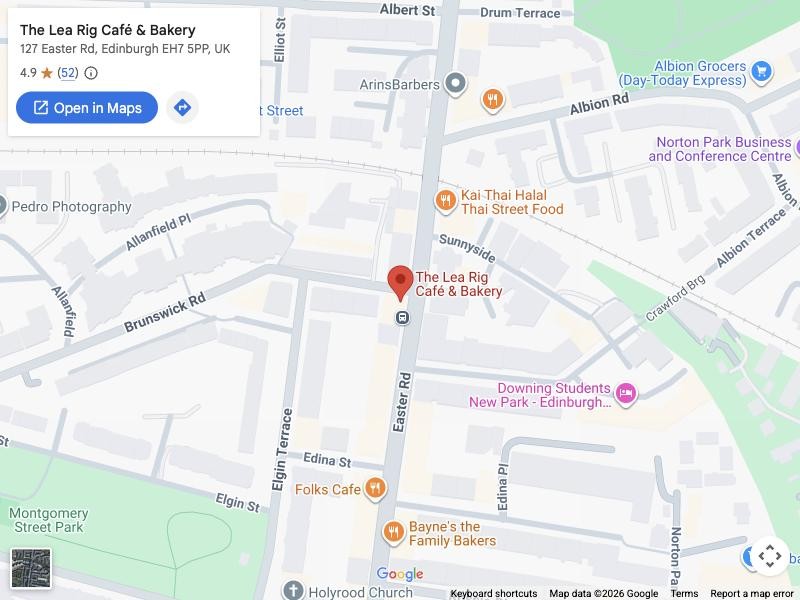 The Lea Rig Café & Bakery
127 Easter Rd, Edinburgh EH7 5PP, UK
4.9
(52)
Open in Maps
Albert St
Drum Terrace
Elliot St
t Street
ArinsBarbers
Albion Grocers
(Day-Today Express)
Albion Rd
Norton Park Business
and Conference Centre
Pedro Photography
Kai Thai Halal
Thai Street Food
Allanfield Pl
Sunnyside
Albion Terrace
The Lea Rig
Café & Bakery
Allanfield
Brunswick Rd
Crawford Brg
Easter Rd
Downing Students
New Park - Edinburgh...
Elgin Terrace
Edina St
Folks Cafe
Edina Pl
Elgin St
Montgomery
Street Park
Bayne's the
Family Bakers
Norton Pa
Google
Holyrood Church
Keyboard shortcuts
Map data ©2026 Google
Terms
Report a map error